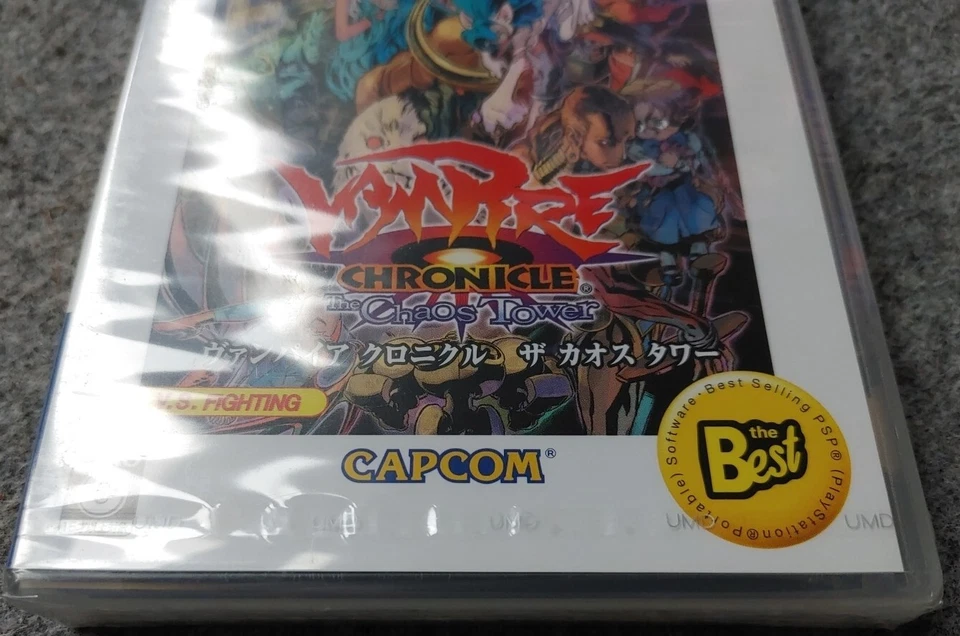 VAMPIRE
CHRONICLE®
The Chaos Tower
ヴァンパイア クロニクル ザ カオス タワー
V.S. FIGHTING
CAPCOM®
the
Best
Best Selling PSP® (PlayStation®Portable) Software
UMD UMD UMD UMD UMD